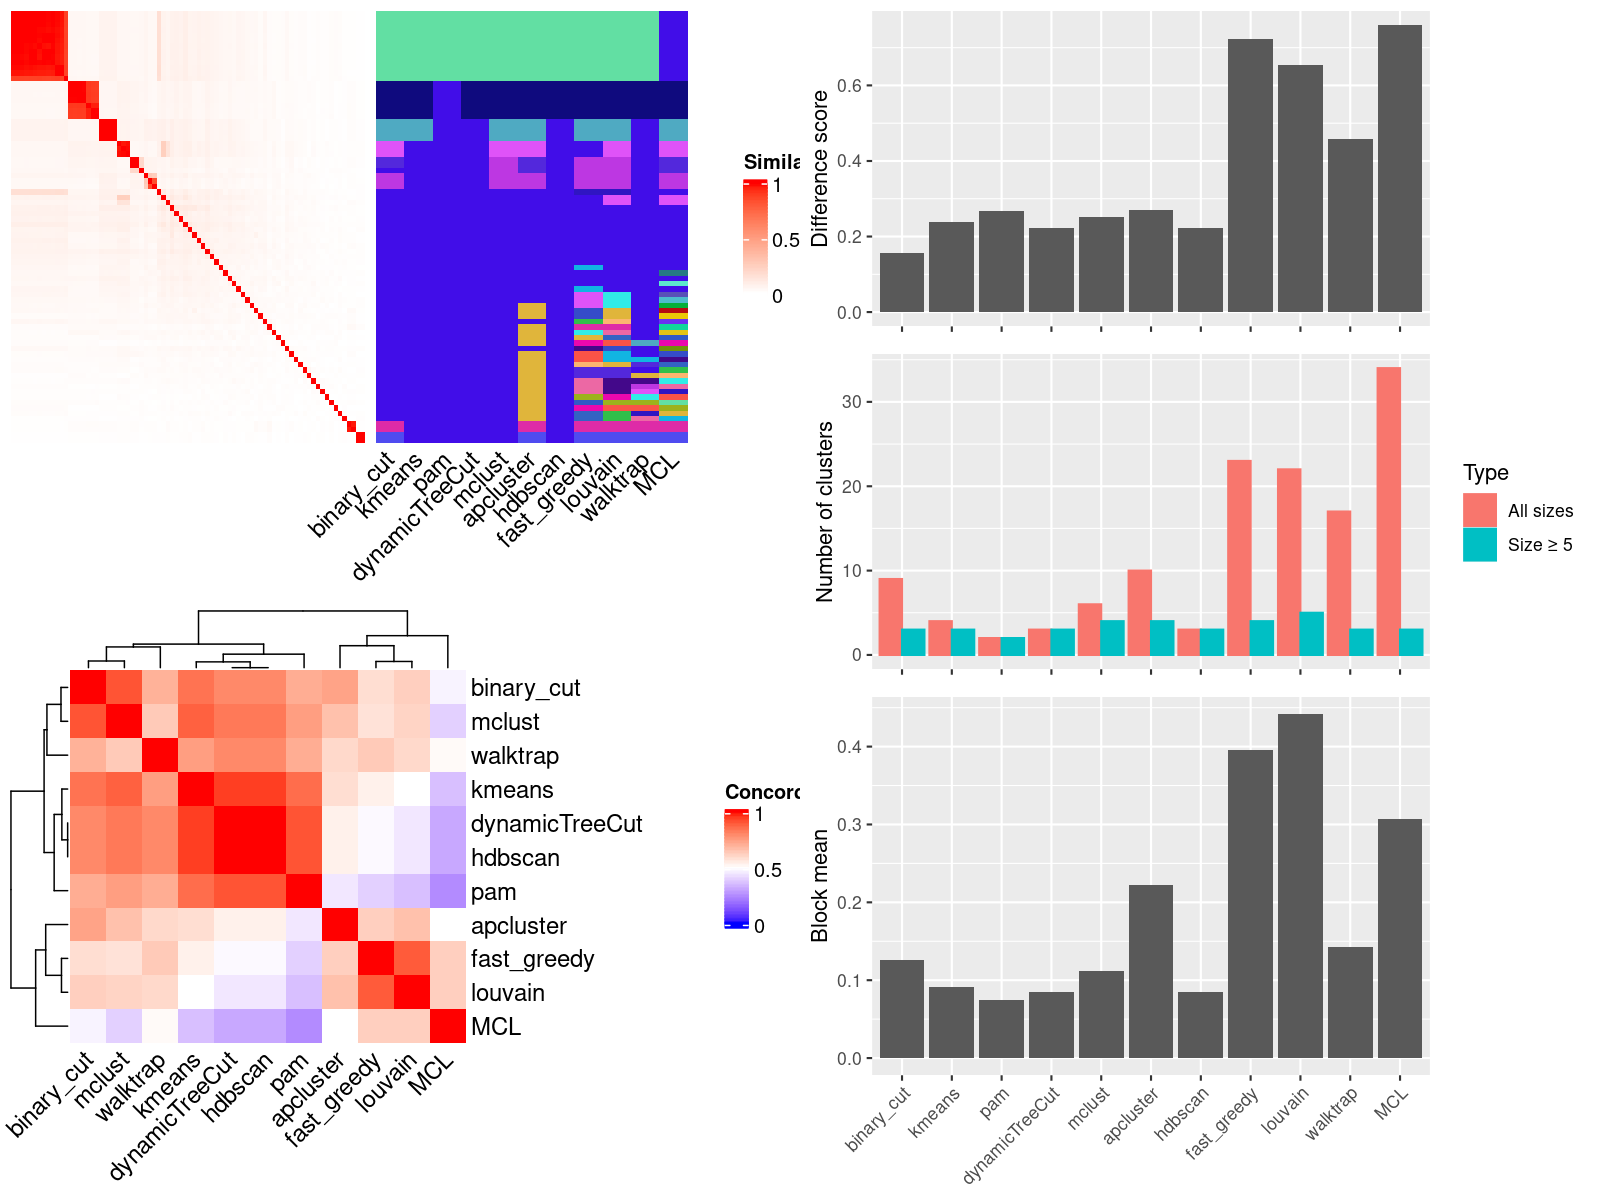 Simila
1
0.5
0
binary_cut
kmeans
pam
dynamicTreeCut
mclust
apcluster
hdbscan
fast_greedy
louvain
walktrap
MCL
binary_cut
mclust
walktrap
kmeans
dynamicTreeCut
hdbscan
pam
apcluster
fast_greedy
louvain
MCL
binary_cut
mclust
walktrap
kmeans
dynamicTreeCut
hdbscan
pam
apcluster
fast_greedy
louvain
MCL
Concord
1
0.5
0
Difference score
0.6
0.4
0.2
0.0
Number of clusters
30
20
10
0
Type
All sizes
Size ≥ 5
Block mean
0.4
0.3
0.2
0.1
0.0
binary_cut
kmeans
pam
dynamicTreeCut
mclust
apcluster
hdbscan
fast_greedy
louvain
walktrap
MCL